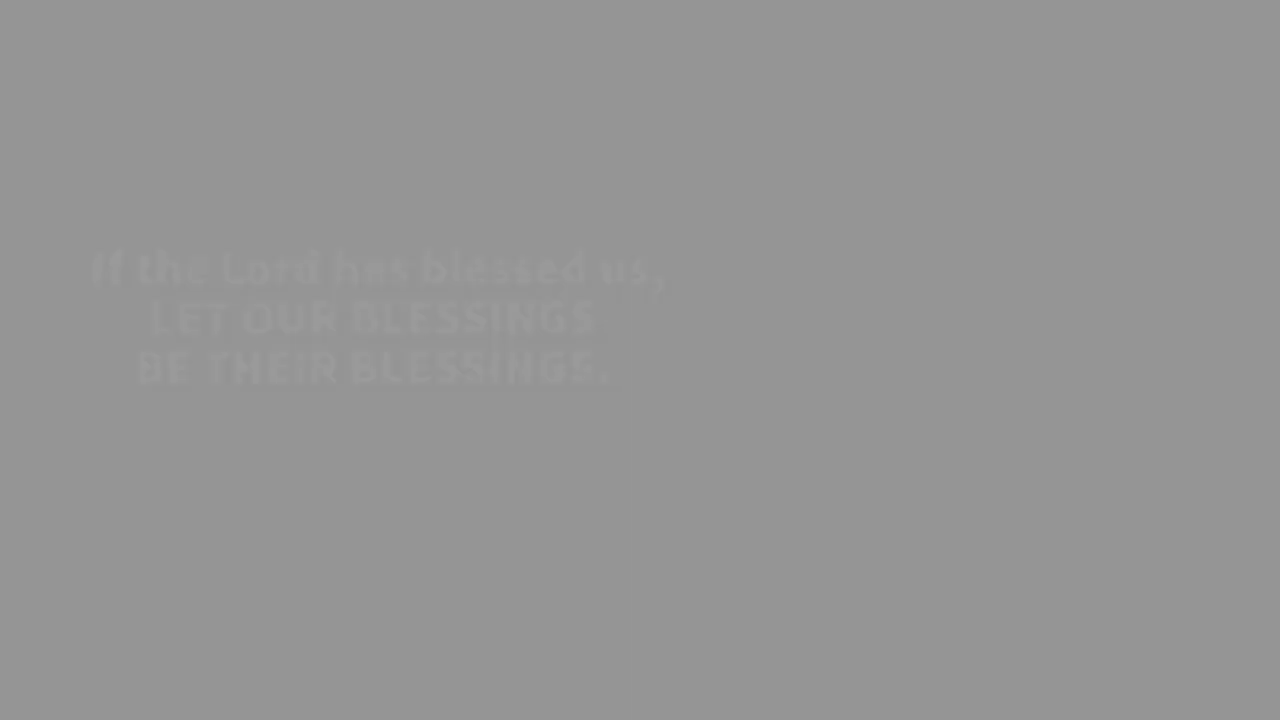 If the Lord has blessed us,
LET OUR BLESSINGS
BE THEIR BLESSINGS.